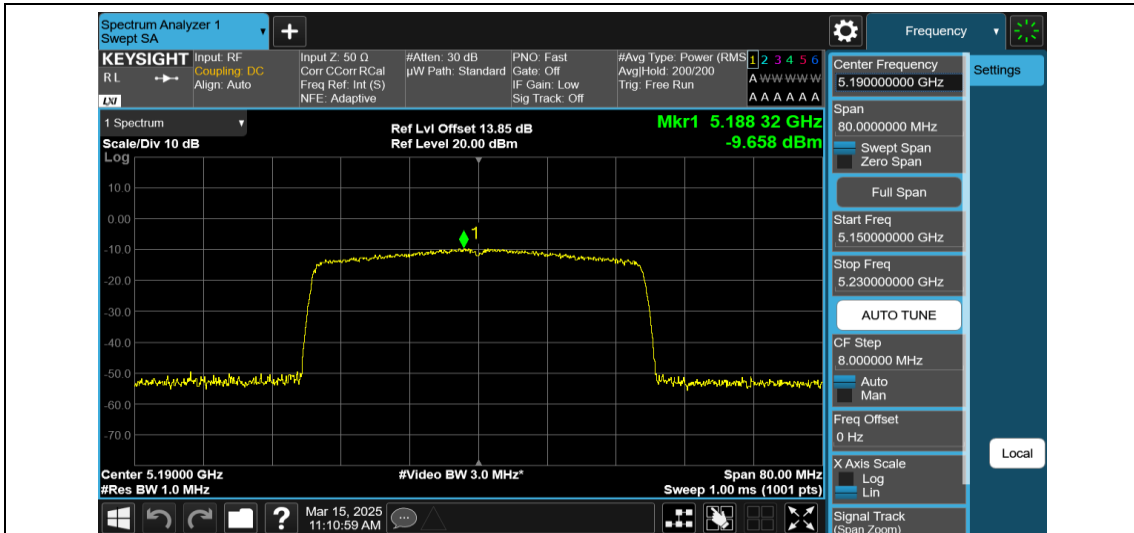 Spectrum Analyzer 1
Swept SA
+
Frequency
KEYSIGHT
RL
LXI
Input: RF
Coupling: DC
Align: Auto
Input Z: 50 Ω
Corr CCorr RCal
Freq Ref: Int (S)
NFE: Adaptive
#Atten: 30 dB
µW Path: Standard
PNO: Fast
Gate: Off
IF Gain: Low
Sig Track: Off
#Avg Type: Power (RMS
Avg|Hold: 200/200
Trig: Free Run
1 2 3 4 5 6
A W W W W W
A A A A A A
1 Spectrum
Scale/Div 10 dB
Log
Ref Lvl Offset 13.85 dB
Ref Level 20.00 dBm
Mkr1 5.188 32 GHz
-9.658 dBm
10.0
0.00
-10.0
-20.0
-30.0
-40.0
-50.0
-60.0
-70.0
1
Center 5.19000 GHz
#Res BW 1.0 MHz
#Video BW 3.0 MHz*
Span 80.00 MHz
Sweep 1.00 ms (1001 pts)
Mar 15, 2025
11:10:59 AM
?
Center Frequency
5.190000000 GHz
Settings
Span
80.0000000 MHz
Swept Span
Zero Span
Full Span
Start Freq
5.150000000 GHz
Stop Freq
5.230000000 GHz
AUTO TUNE
CF Step
8.000000 MHz
Auto
Man
Freq Offset
0 Hz
X Axis Scale
Log
Lin
Signal Track
(Span Zoom)
Local